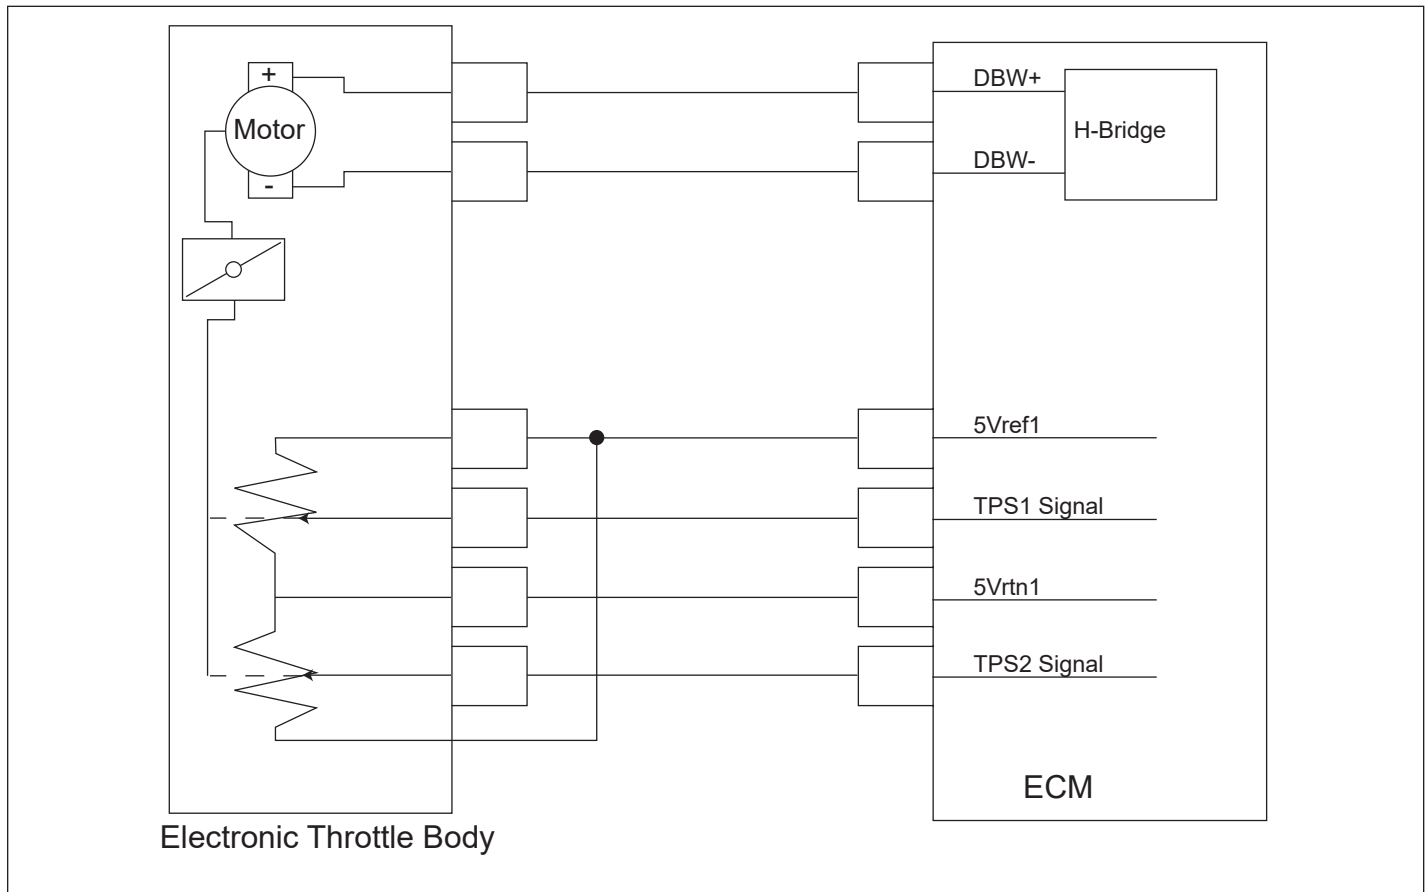 +
Motor
-
DBW+
H-Bridge
DBW-
5Vref1
TPS1 Signal
5Vrtn1
TPS2 Signal
ECM
Electronic Throttle Body